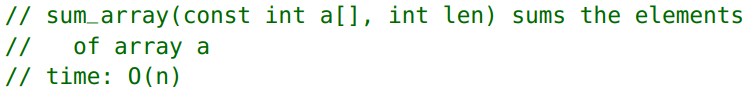 // sum_array(const int a[], int len) sums the elements
//   of array a
// time: O(n)